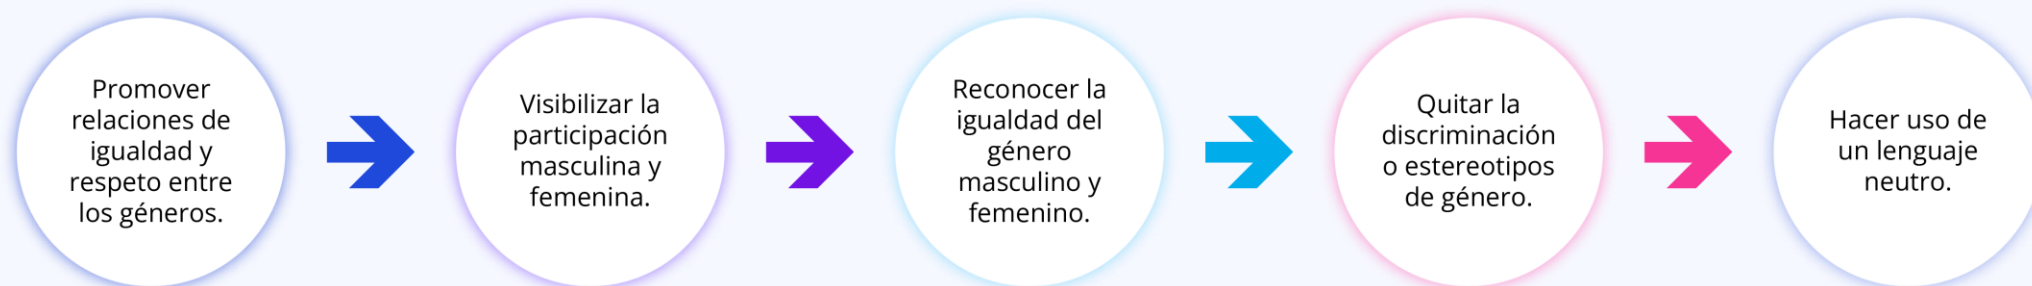 Promover
relaciones de
igualdad y
respeto entre
los géneros.
Visibilizar la
participación
masculina y
femenina.
Reconocer la
igualdad del
género
masculino y
femenino.
Quitar la
discriminación
o estereotipos
de género.
Hacer uso de
un lenguaje
neutro.